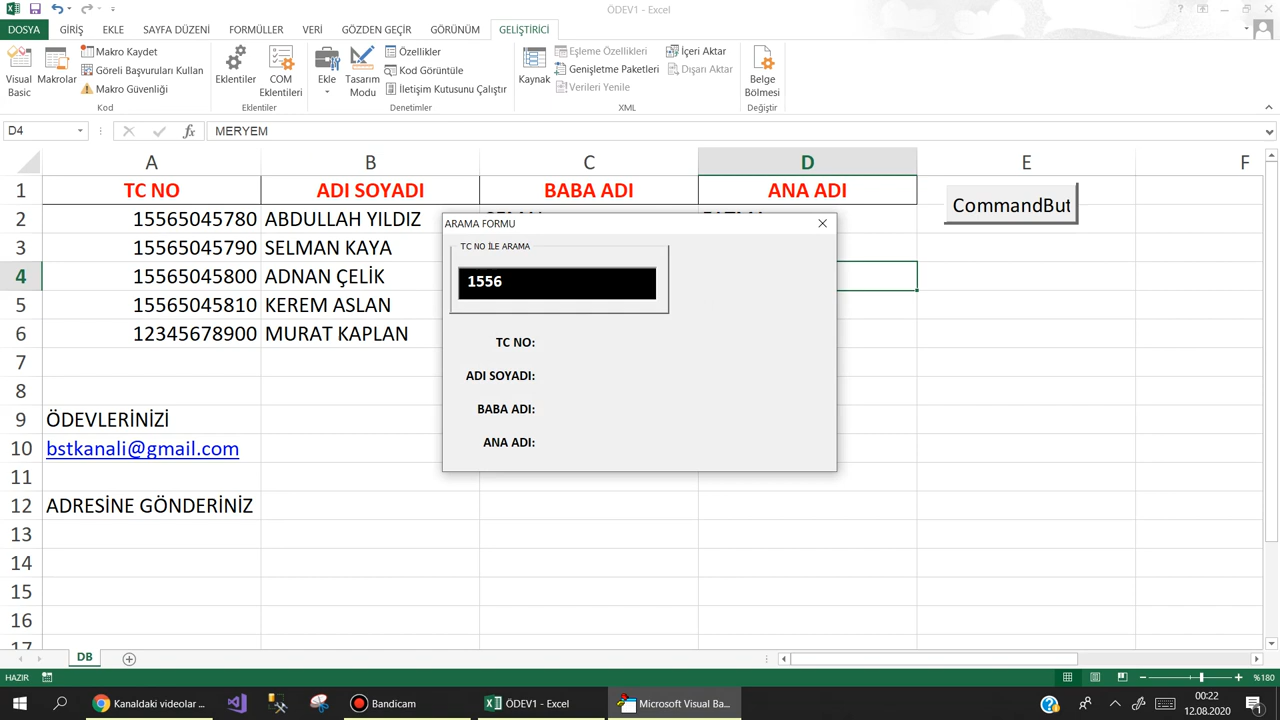 ÖDEV1 - Excel
DOSYA GİRİŞ EKLE SAYFA DÜZENİ FORMÜLLER VERİ GÖZDEN GEÇİR GÖRÜNÜM GELİŞTİRİCİ
Visual Basic
Makrolar
Makro Kaydet
Göreli Başvuruları Kullan
Makro Güvenliği
Kod
Eklentiler
COM Eklentileri
Eklentiler
Ekle
Tasarım Modu
Özellikler
Kod Görüntüle
İletişim Kutusunu Çalıştır
Denetimler
Kaynak
Eşleme Özellikleri
Genişletme Paketleri
Verileri Yenile
İçeri Aktar
Dışarı Aktar
XML
Belge Bölmesi
Değiştir
D4 fx MERYEM
A B C D E F
1 TC NO ADI SOYADI BABA ADI ANA ADI
CommandBut
2 15565045780 ABDULLAH YILDIZ
3 15565045790 SELMAN KAYA
4 15565045800 ADNAN ÇELİK
5 15565045810 KEREM ASLAN
6 12345678900 MURAT KAPLAN
7
8
9 ÖDEVLERİNİZİ
10 bstkanali@gmail.com
11
12 ADRESİNE GÖNDERİNİZ
13
14
15
16
17
ARAMA FORMU
TC NO İLE ARAMA
1556
TC NO:
ADI SOYADI:
BABA ADI:
ANA ADI:
DB
HAZIR
%180
Kanaldaki videolar ...
Bandicam
ÖDEV1 - Excel
Microsoft Visual Ba...
00:22
12.08.2020
1